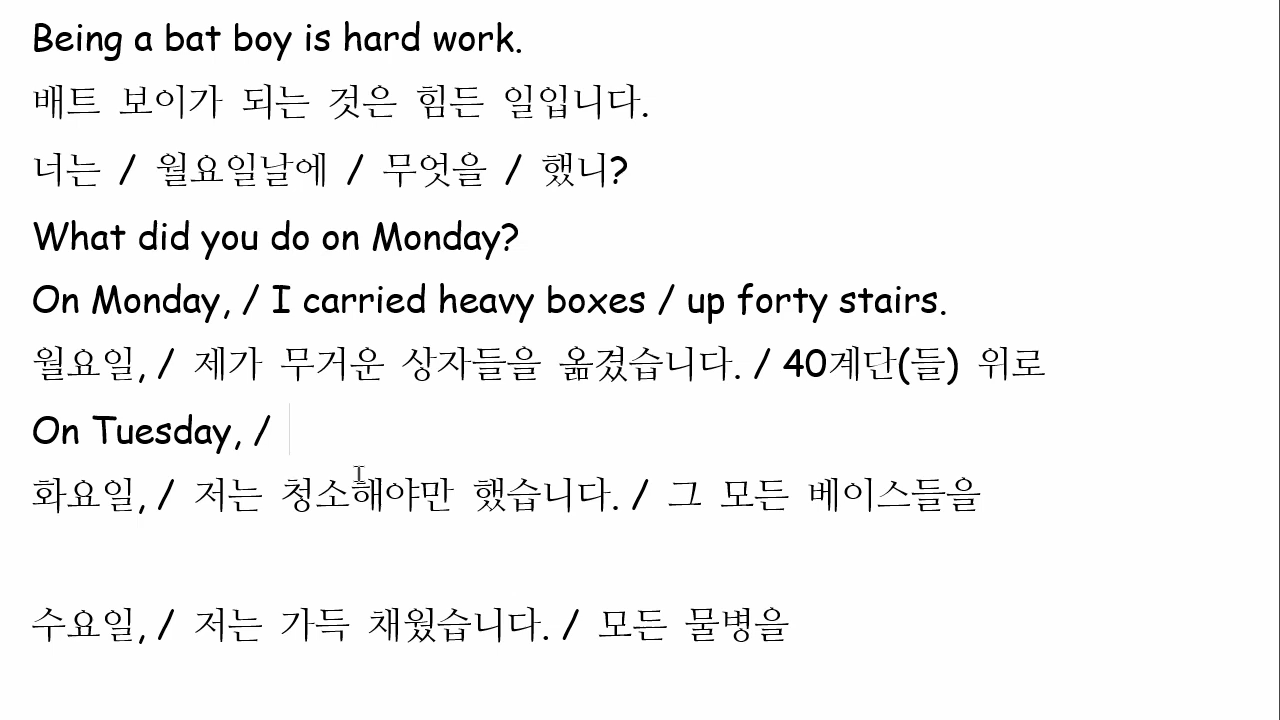 Being a bat boy is hard work.
배트 보이가 되는 것은 힘든 일입니다.
너는 / 월요일날에 / 무엇을 / 했니?
What did you do on Monday?
On Monday, / I carried heavy boxes / up forty stairs.
월요일, / 제가 무거운 상자들을 옮겼습니다. / 40계단(들) 위로
On Tuesday, /
화요일, / 저는 청소해야만 했습니다. / 그 모든 베이스들을
수요일, / 저는 가득 채웠습니다. / 모든 물병을